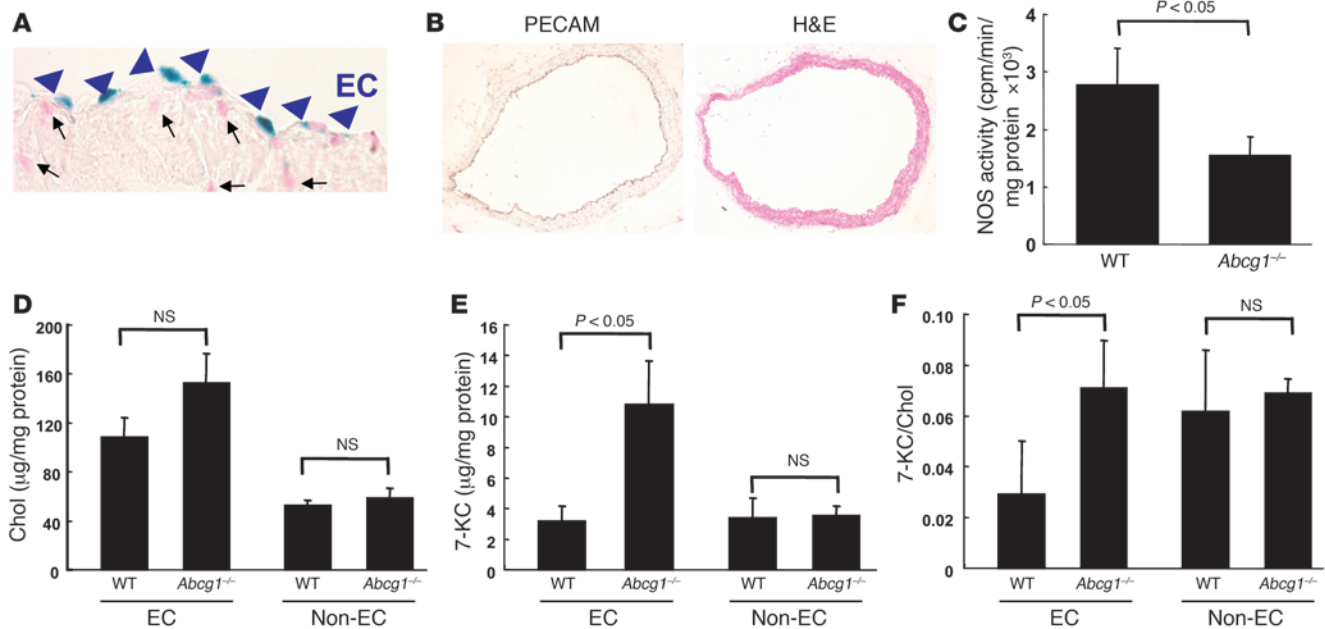 A
EC
B
PECAM
H&E
C
NOS activity (cpm/min/
mg protein ×10³)
4
3
2
1
0
P < 0.05
WT
Abcg1⁻/⁻
D
Chol (μg/mg protein)
200
160
120
80
40
0
NS
NS
WT
Abcg1⁻/⁻
WT
Abcg1⁻/⁻
EC
Non-EC
E
7-KC (μg/mg protein)
16
14
12
10
8
6
4
2
0
P < 0.05
NS
WT
Abcg1⁻/⁻
WT
Abcg1⁻/⁻
EC
Non-EC
F
7-KC/Chol
0.10
0.08
0.06
0.04
0.02
0
P < 0.05
NS
WT
Abcg1⁻/⁻
WT
Abcg1⁻/⁻
EC
Non-EC